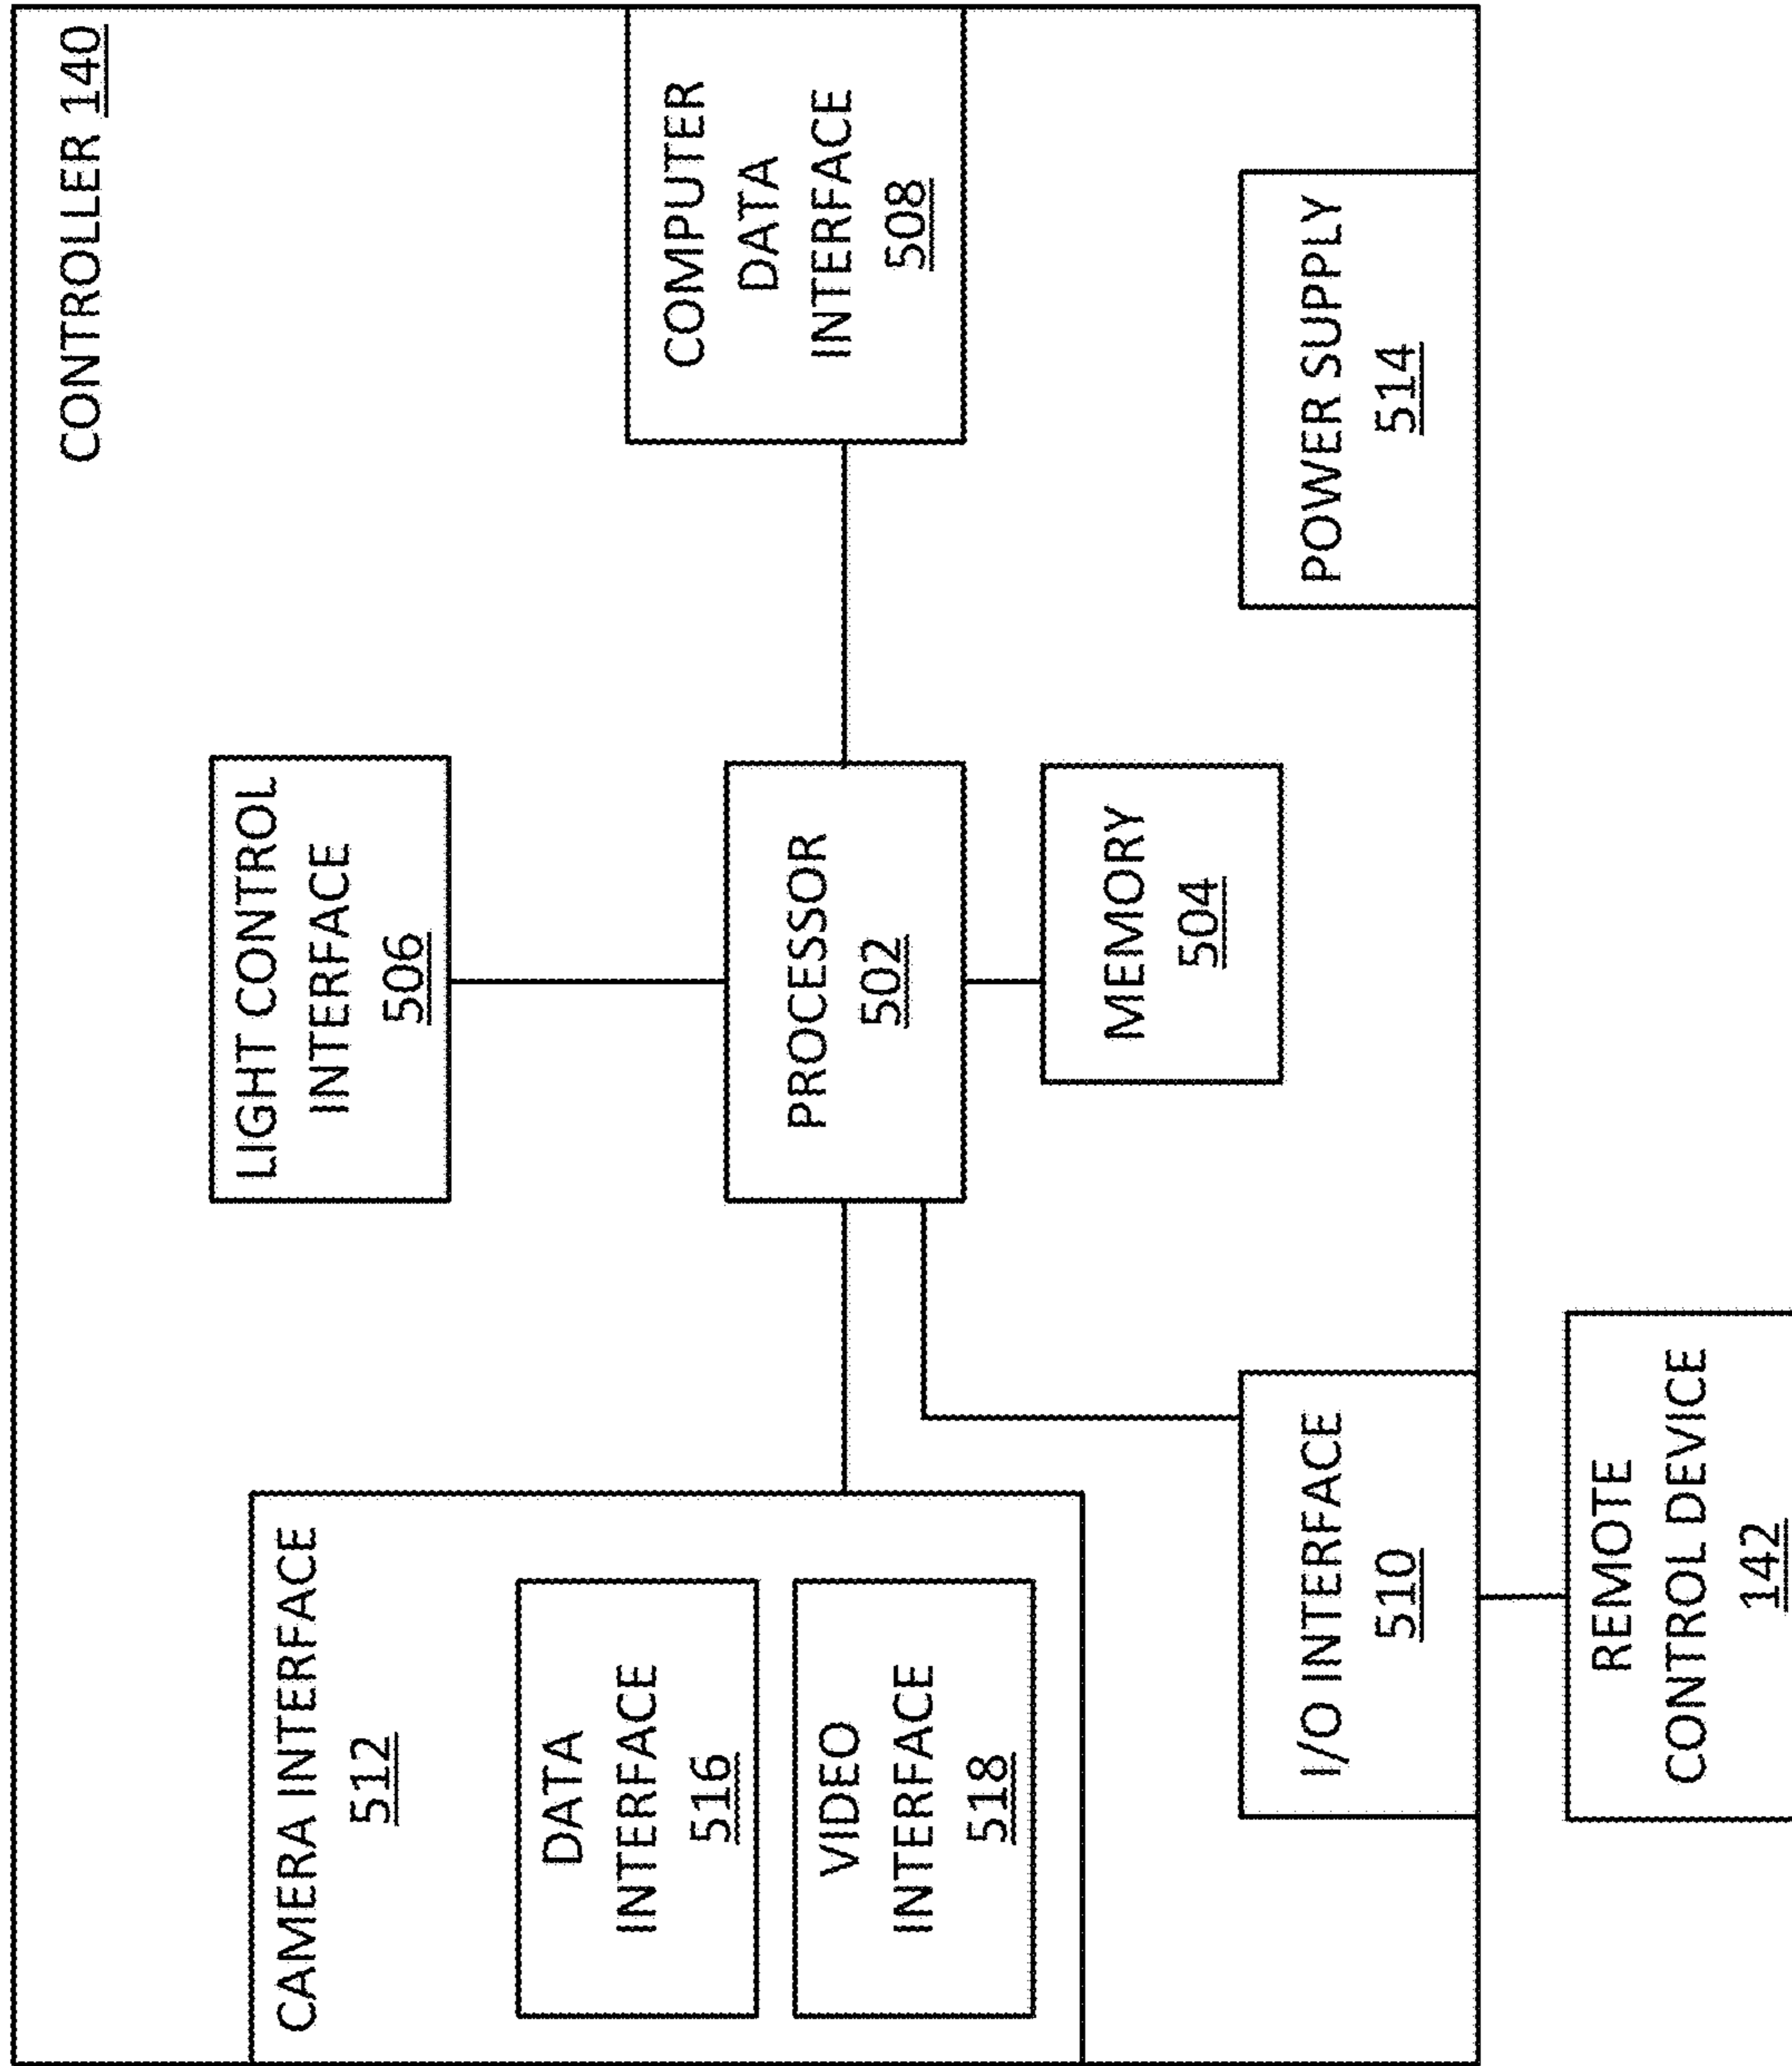 CONTROLLER 140
CAMERA INTERFACE
512
DATA
INTERFACE
516
VIDEO
INTERFACE
518
LIGHT CONTROL
INTERFACE
506
PROCESSOR
502
MEMORY
504
COMPUTER
DATA
INTERFACE
508
I/O INTERFACE
510
POWER SUPPLY
514
REMOTE
CONTROL DEVICE
142